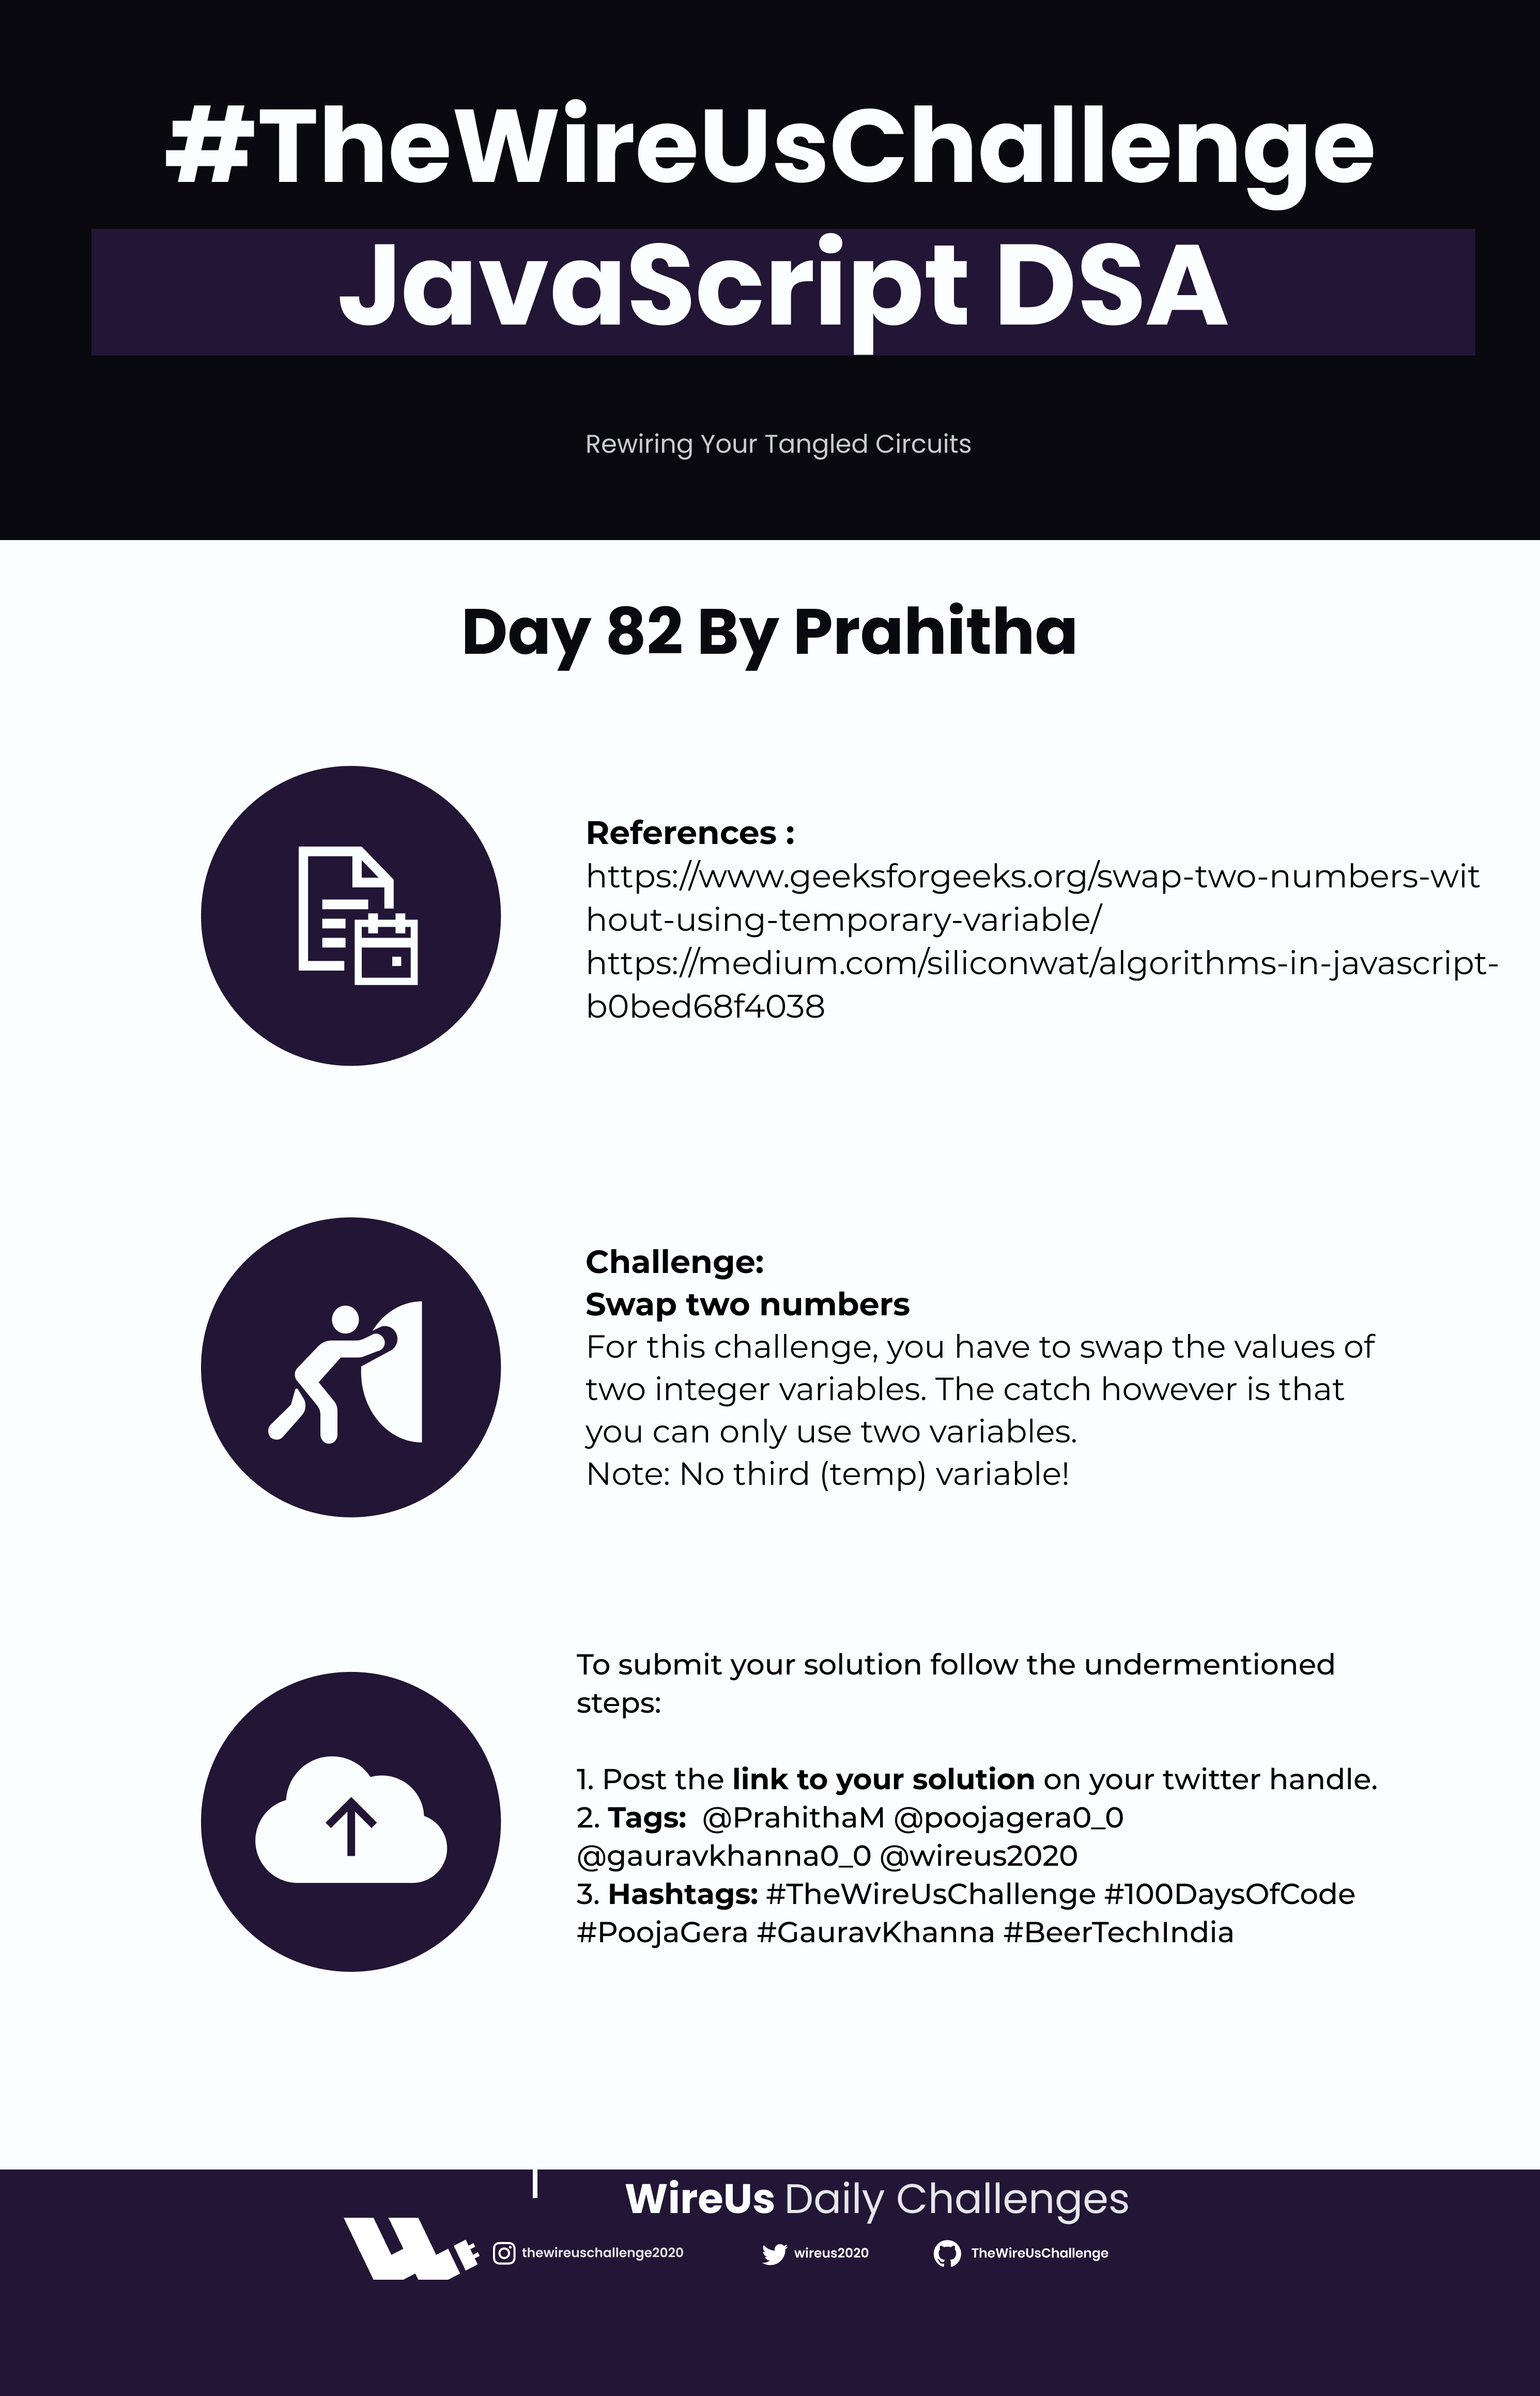 #TheWireUsChallenge
JavaScript DSA
Rewiring Your Tangled Circuits
Day 82 By Prahitha
References :
https://www.geeksforgeeks.org/swap-two-numbers-wit
hout-using-temporary-variable/
https://medium.com/siliconwat/algorithms-in-javascript-
b0bed68f4038
Challenge:
Swap two numbers
For this challenge, you have to swap the values of
two integer variables. The catch however is that
you can only use two variables.
Note: No third (temp) variable!
To submit your solution follow the undermentioned
steps:
1. Post the link to your solution on your twitter handle.
2. Tags: @PrahithaM @poojagera0_0
@gauravkhanna0_0 @wireus2020
3. Hashtags: #TheWireUsChallenge #100DaysOfCode
#PoojaGera #GauravKhanna #BeerTechIndia
WireUs Daily Challenges
thewireuschallenge2020 wireus2020 TheWireUsChallenge